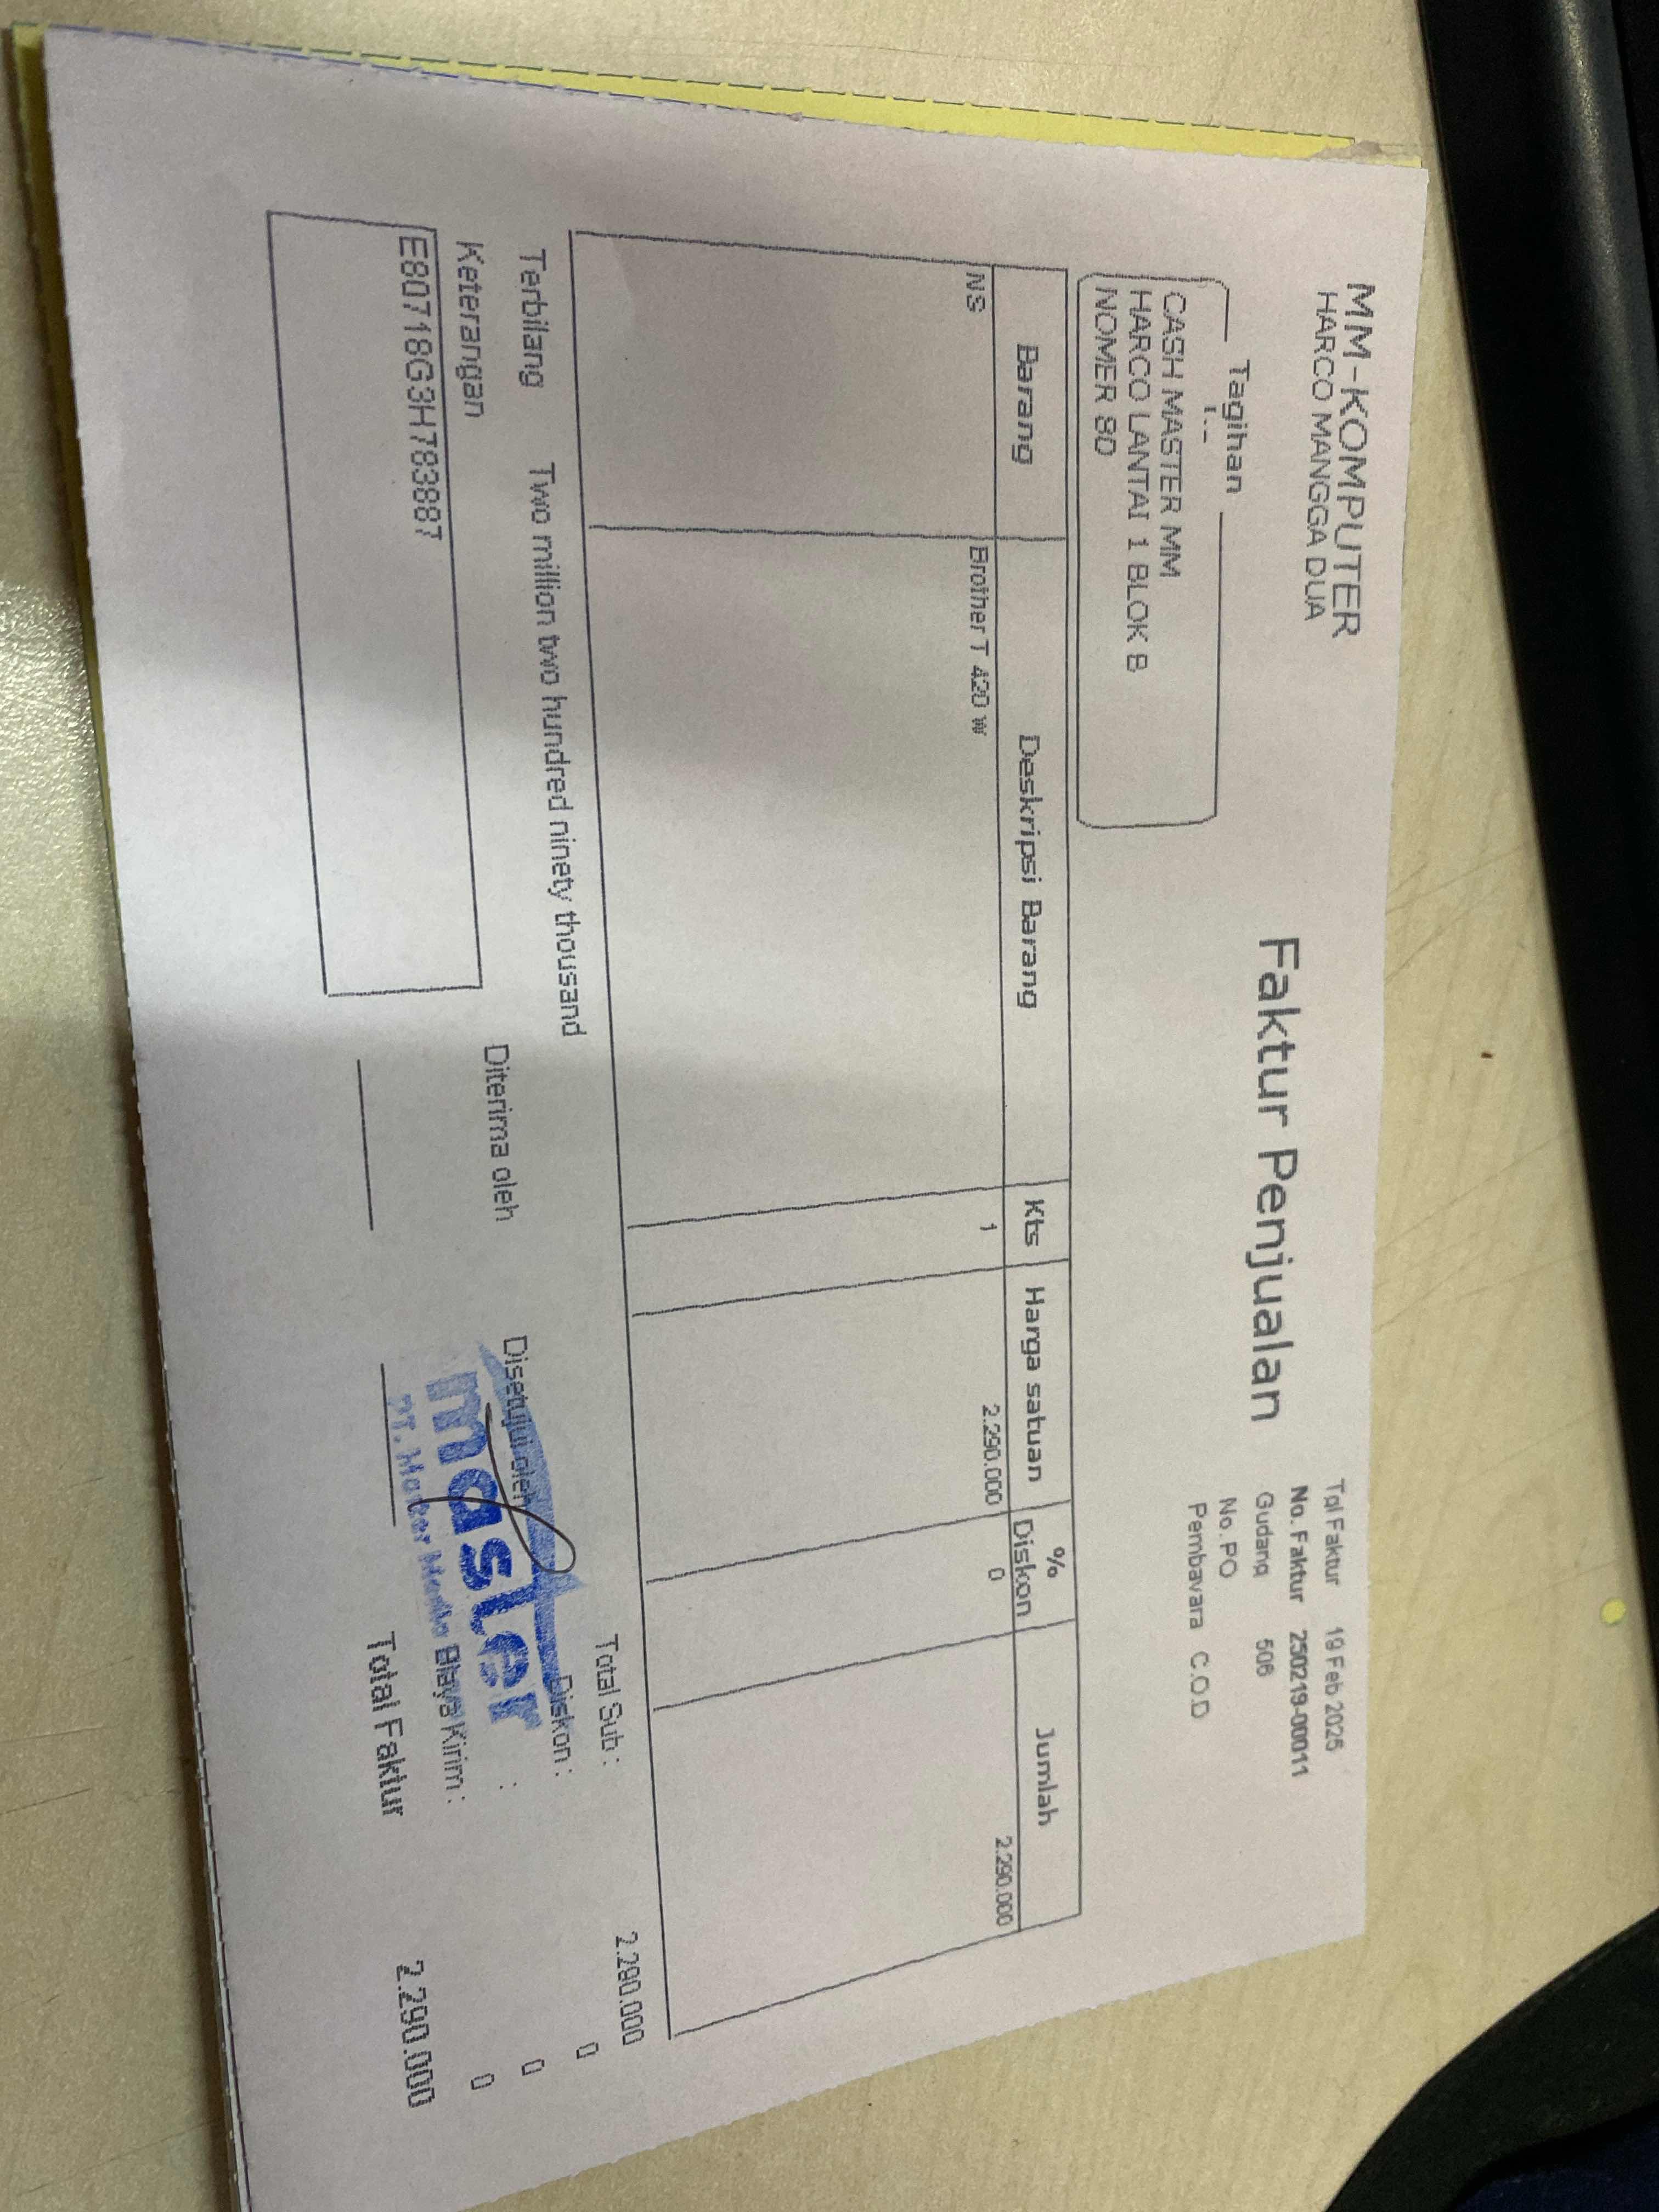 MM-KOMPUTER
HARCO MANGGA DUA
Faktur Penjualan
Tgl Faktur 19 Feb 2025
No. Faktur 250219-00011
Gudang 506
No. PO
Pembayara C.O.D
Tagihan
CASH MASTER MM
HARCO LANTAI 1 BLOK B
NOMER 80
Barang Deskripsi Barang Kts Harga satuan % Diskon Jumlah
NS Brother T 420 W 1 2.290.000 0 2.290.000
Terbilang Two million two hundred ninety thousand
Total Sub : 2.290.000
Diskon : 0
: 0
Biaya Kirim : 0
Total Faktur 2.290.000
Keterangan
E80718G3H783887
Diterima oleh
Disetujui oleh
master
PT. Master Media